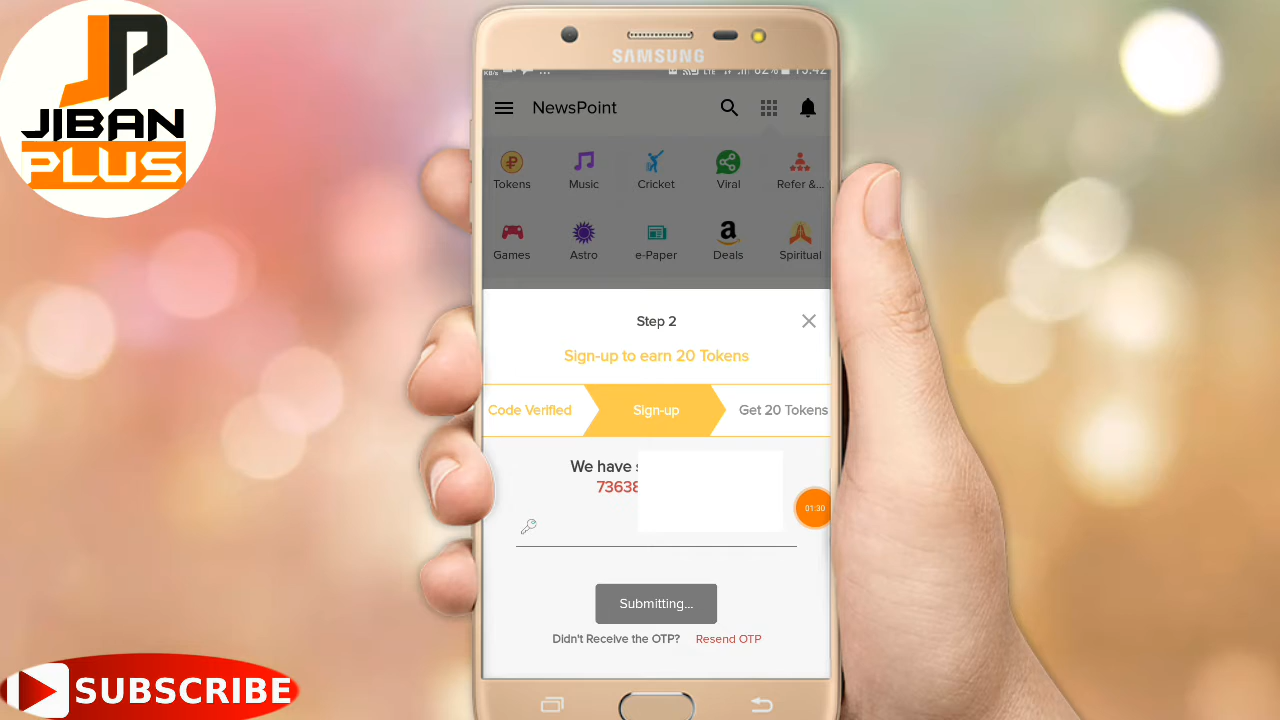 JP
JIBAN
PLUS
SAMSUNG
NewsPoint
Tokens
Music
Cricket
Viral
Refer &...
Games
Astro
e-Paper
Deals
Spiritual
Step 2
Sign-up to earn 20 Tokens
Code Verified
Sign-up
Get 20 Tokens
We have
73638
01:30
Submitting...
Didn't Receive the OTP? Resend OTP
SUBSCRIBE